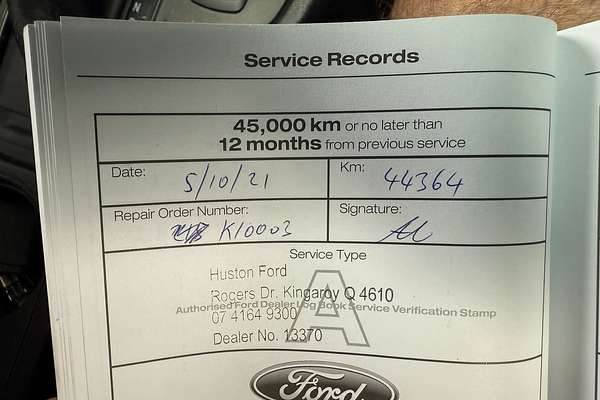 Service Records
45,000 km or no later than
12 months from previous service
Date: 5/10/21
Km: 44364
Repair Order Number: K10003
Signature:
Service Type
Huston Ford
Rogers Dr. Kingaroy Q 4610
Authorised Ford Dealer Log Book Service Verification Stamp
07 4164 9300
Dealer No. 13370
A
Ford